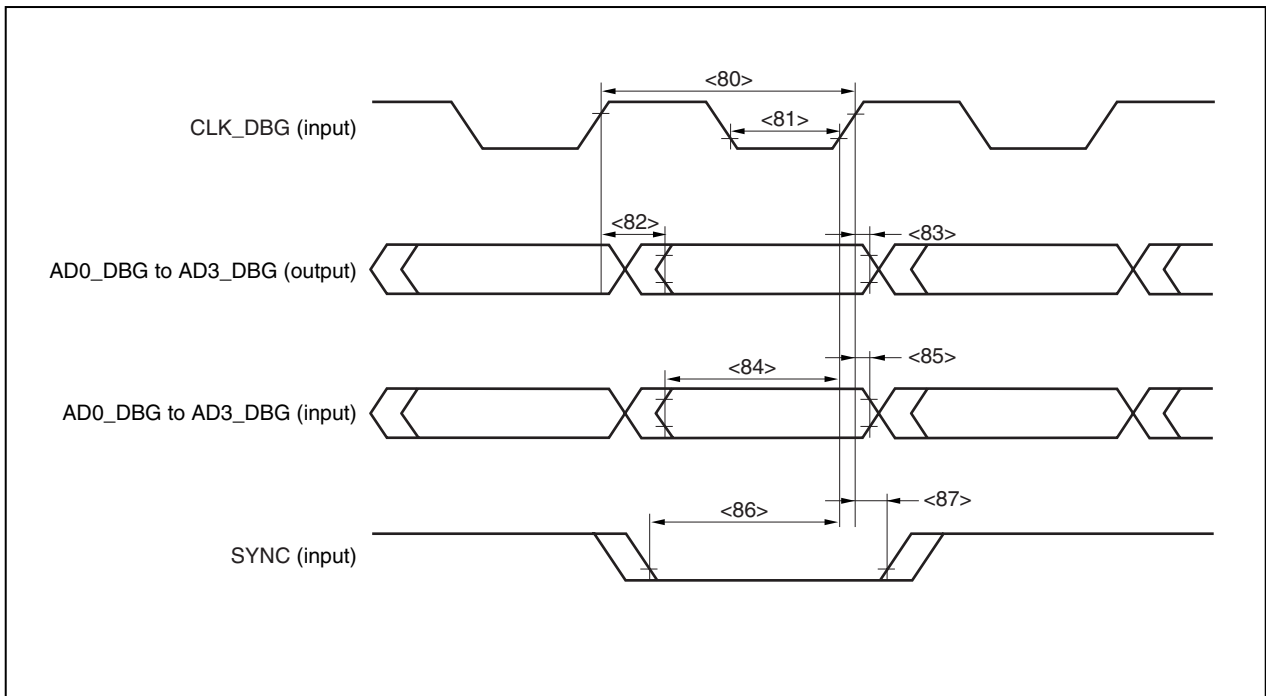 <80>
CLK_DBG (input)
<81>
<82>
<83>
AD0_DBG to AD3_DBG (output)
<84>
<85>
AD0_DBG to AD3_DBG (input)
<86>
<87>
SYNC (input)